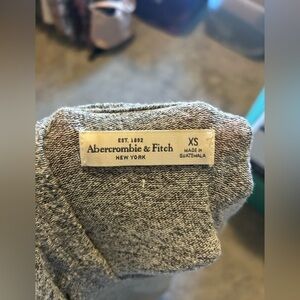 EST. 1892
Abercrombie & Fitch
NEW YORK
XS
MADE IN
GUATEMALA